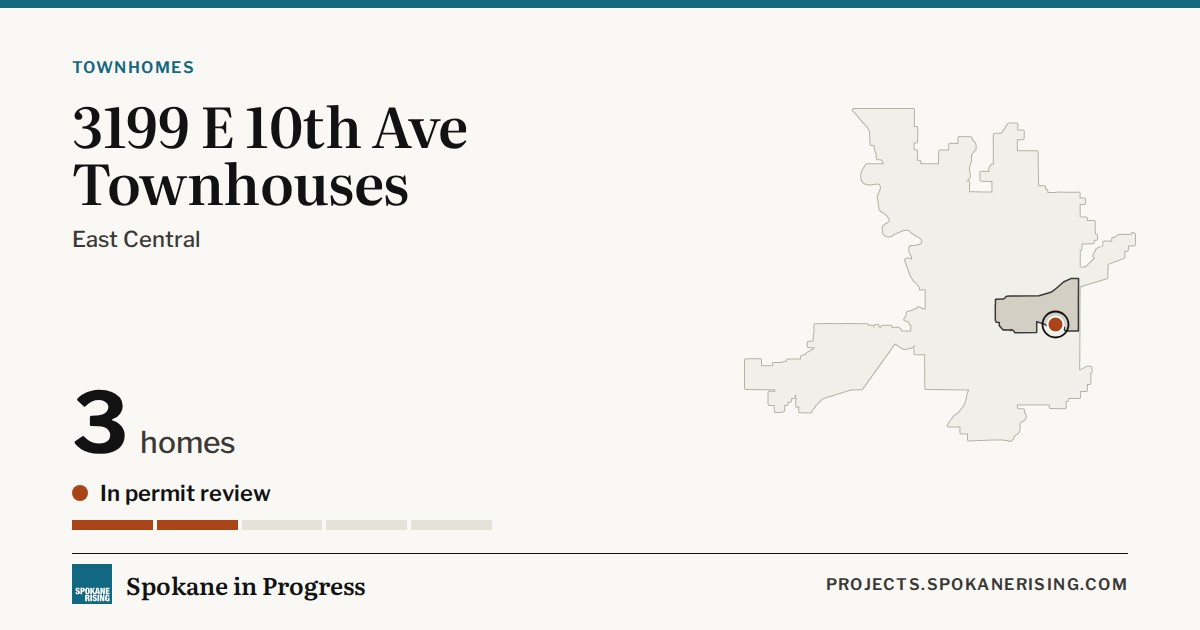 TOWNHOMES
3199 E 10th Ave
Townhouses
East Central
3 homes
In permit review
SPOKANE
RISING
Spokane in Progress
PROJECTS.SPOKANERISING.COM